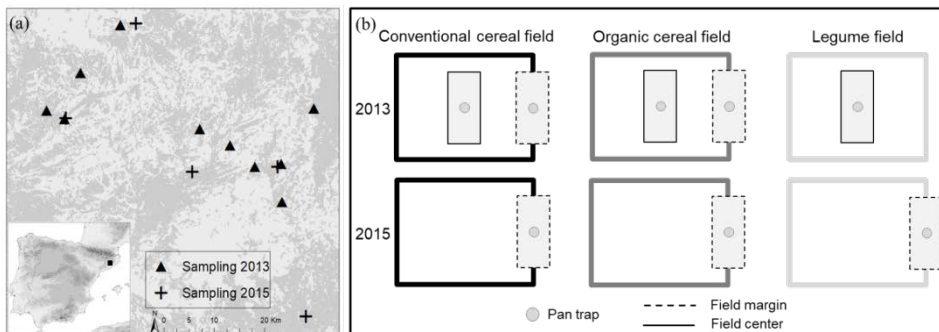 (a)
Sampling 2013
Sampling 2015
N
0 5 10 20 Km
(b)
Conventional cereal field
Organic cereal field
Legume field
2013
2015
Pan trap
Field margin
Field center